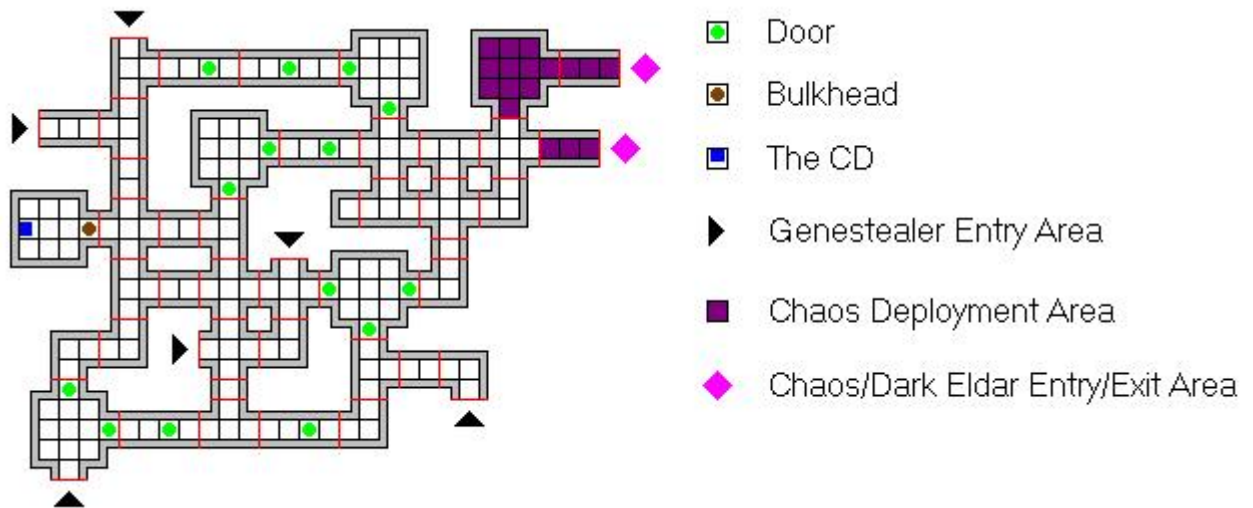 Door
Bulkhead
The CD
Genestealer Entry Area
Chaos Deployment Area
Chaos/Dark Eldar Entry/Exit Area